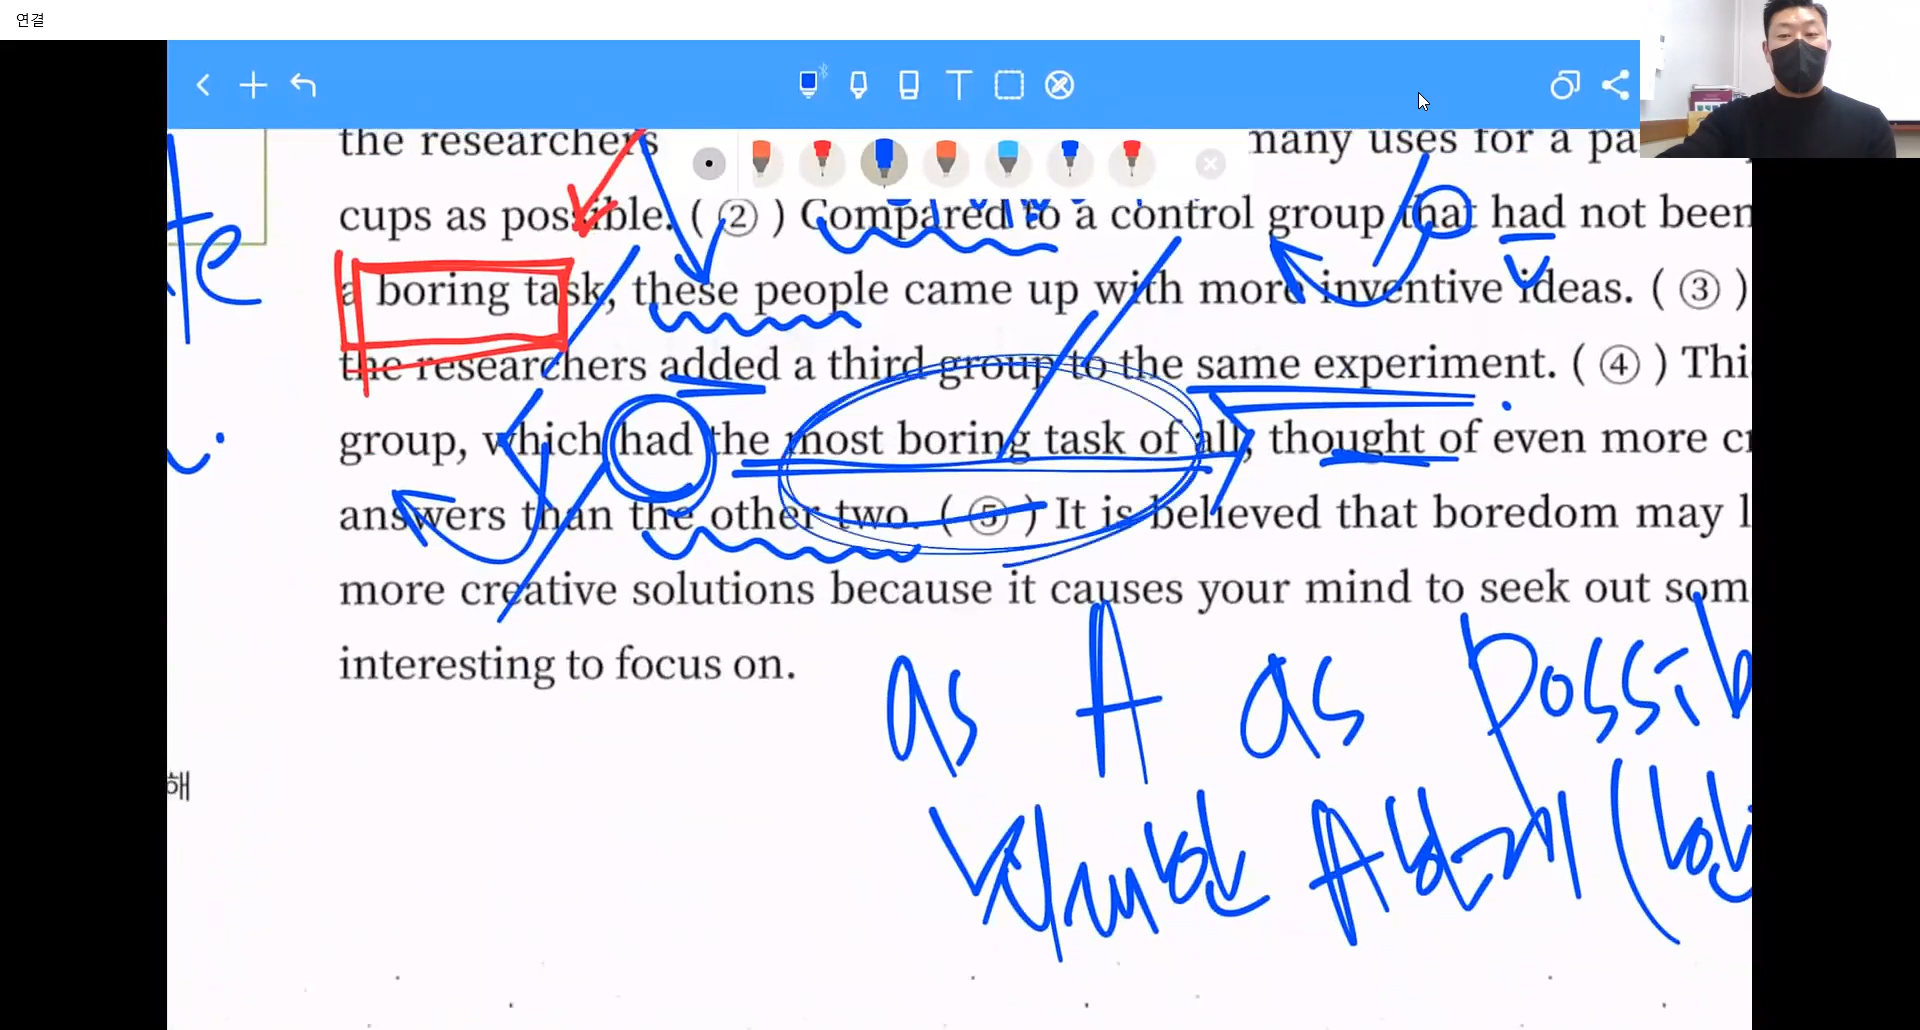 연결
the researchers many uses for a pa
cups as possible. ( ② ) Compared to a control group that had not been
a boring task, these people came up with more inventive ideas. ( ③ )
the researchers added a third group to the same experiment. ( ④ ) Thi
group, which had the most boring task of all, thought of even more cr
answers than the other two. ( ⑤ ) It is believed that boredom may l
more creative solutions because it causes your mind to seek out som
interesting to focus on.
te
as A as possib
해